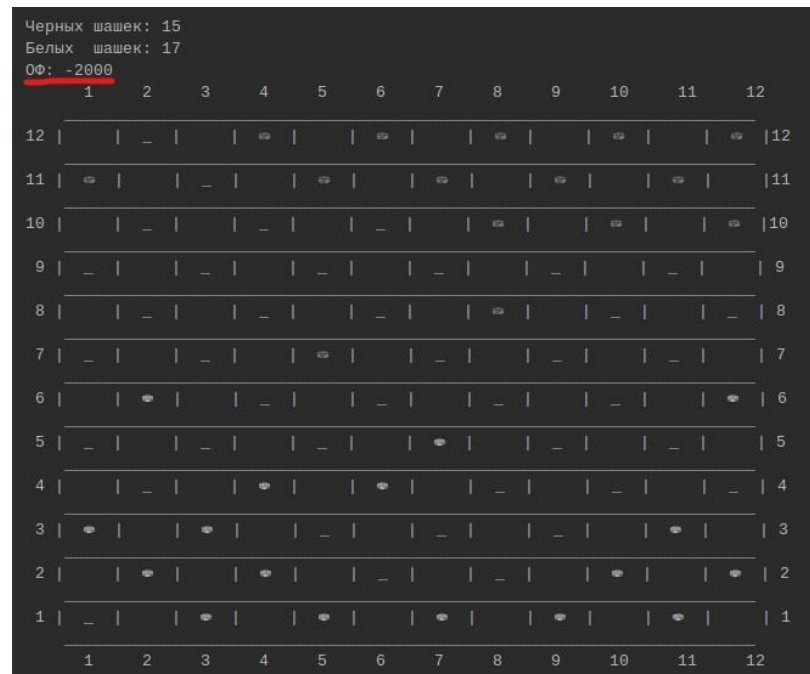 Черных шашек: 15
Белых шашек: 17
ОФ: -2000
1 2 3 4 5 6 7 8 9 10 11 12
12 | | _ | | ⛂ | | ⛂ | | ⛂ | | ⛂ | | ⛂ |12
11 | ⛂ | | _ | | ⛂ | | ⛂ | | ⛂ | | ⛂ | |11
10 | | _ | | _ | | _ | | ⛂ | | ⛂ | | ⛂ |10
9 | _ | | _ | | _ | | _ | | _ | | _ | | 9
8 | | _ | | _ | | _ | | ⛂ | | _ | | _ | 8
7 | _ | | _ | | ⛂ | | _ | | _ | | _ | | 7
6 | | ⛂ | | _ | | _ | | _ | | _ | | ⛂ | 6
5 | _ | | _ | | _ | | ⛂ | | _ | | _ | | 5
4 | | _ | | ⛂ | | ⛂ | | _ | | _ | | _ | 4
3 | ⛂ | | ⛂ | | _ | | _ | | _ | | ⛂ | | 3
2 | | ⛂ | | ⛂ | | _ | | _ | | ⛂ | | ⛂ | 2
1 | _ | | ⛂ | | ⛂ | | ⛂ | | ⛂ | | ⛂ | | 1
1 2 3 4 5 6 7 8 9 10 11 12